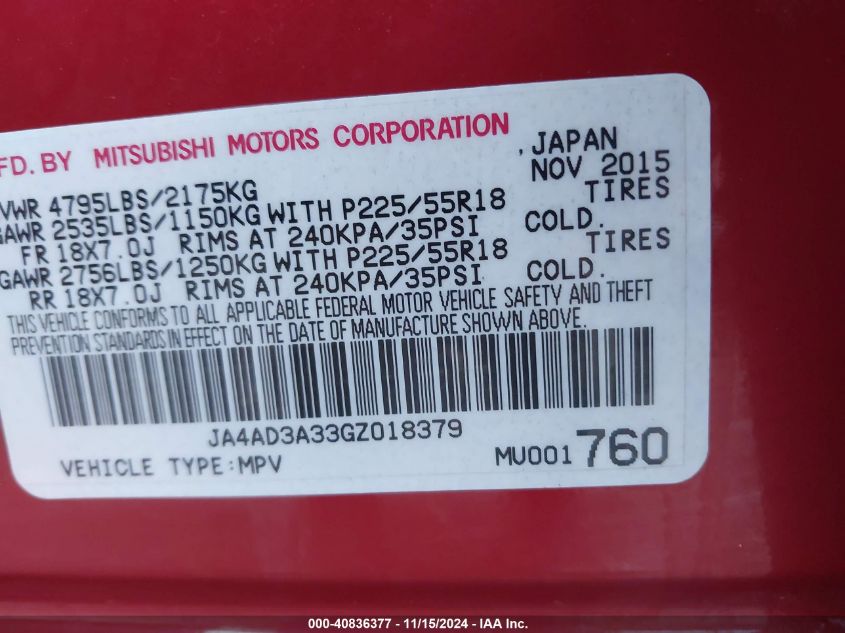 FD. BY MITSUBISHI MOTORS CORPORATION , JAPAN
NOV 2015
VWR 4795LBS/2175KG
GAWR 2535LBS/1150KG WITH P225/55R18 TIRES
FR 18X7.0J RIMS AT 240KPA/35PSI COLD.
GAWR 2756LBS/1250KG WITH P225/55R18 TIRES
RR 18X7.0J RIMS AT 240KPA/35PSI COLD.
THIS VEHICLE CONFORMS TO ALL APPLICABLE FEDERAL MOTOR VEHICLE SAFETY AND THEFT
PREVENTION STANDARDS IN EFFECT ON THE DATE OF MANUFACTURE SHOWN ABOVE.
JA4AD3A33GZ018379
VEHICLE TYPE:MPV MU001 760
000-40836377 - 11/15/2024 - IAA Inc.